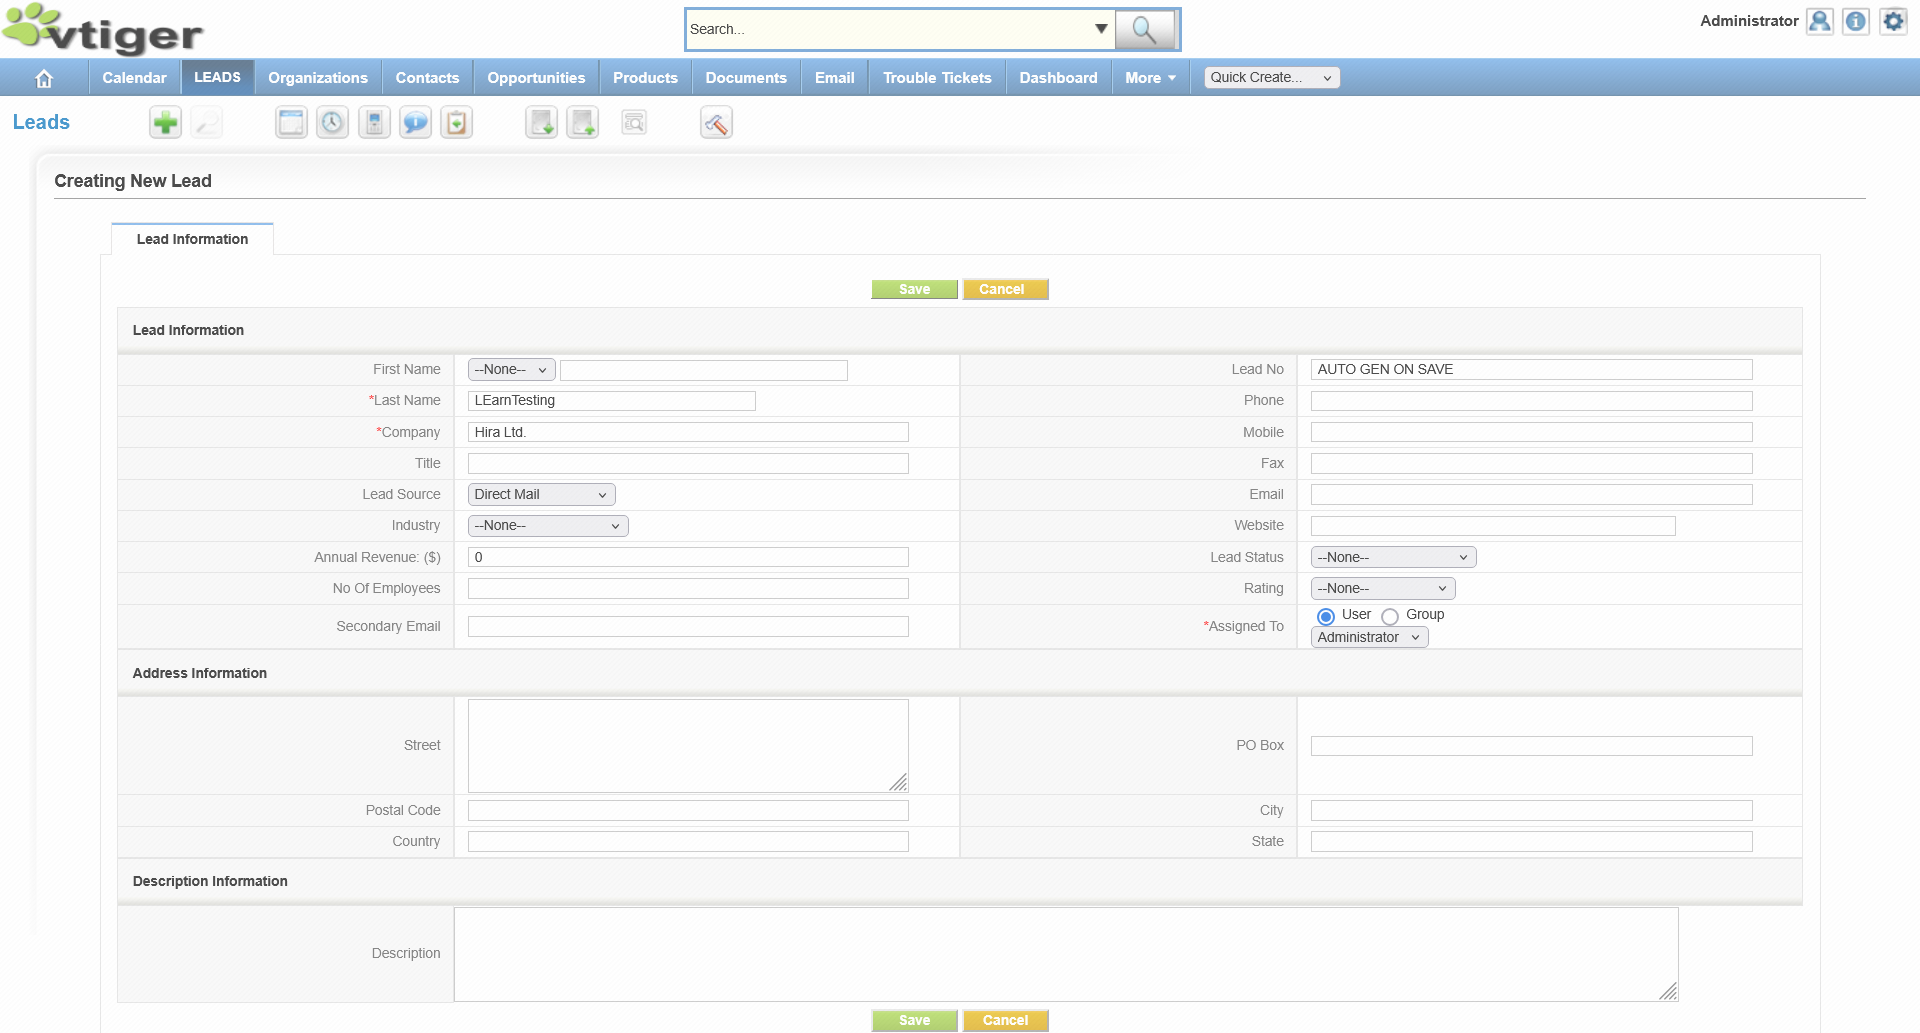 vtiger
Search...
Administrator
Calendar LEADS Organizations Contacts Opportunities Products Documents Email Trouble Tickets Dashboard More Quick Create...
Leads
Creating New Lead
Lead Information
Save Cancel
Lead Information
First Name --None-- Lead No AUTO GEN ON SAVE
*Last Name LEarnTesting Phone
*Company Hira Ltd. Mobile
Title Fax
Lead Source Direct Mail Email
Industry --None-- Website
Annual Revenue: ($) 0 Lead Status --None--
No Of Employees Rating --None--
Secondary Email *Assigned To User Group
Administrator
Address Information
Street PO Box
Postal Code City
Country State
Description Information
Description
Save Cancel